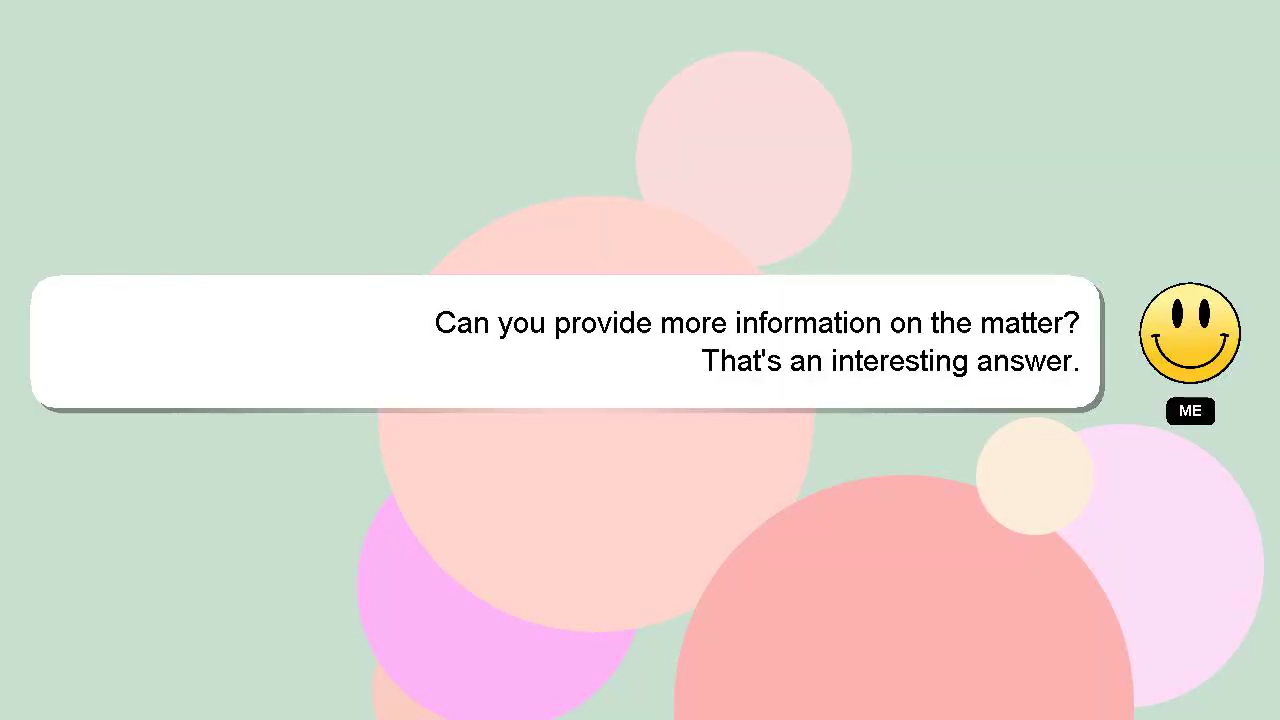 Can you provide more information on the matter?
That's an interesting answer.
ME